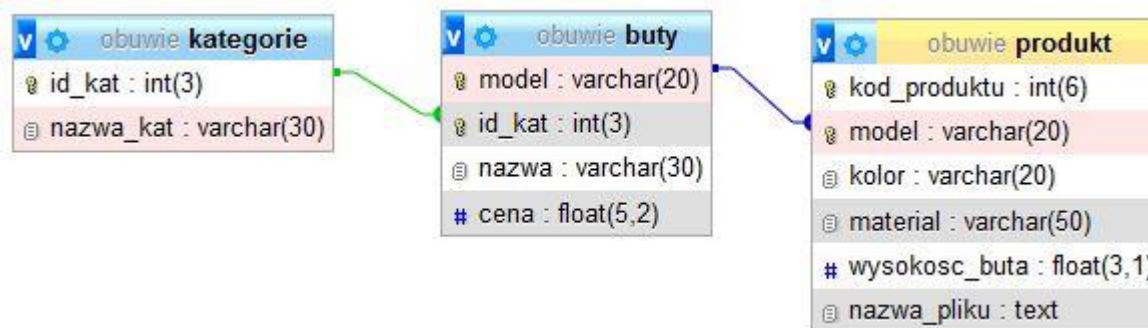 obuwie kategorie
id_kat : int(3)
nazwa_kat : varchar(30)
obuwie buty
model : varchar(20)
id_kat : int(3)
nazwa : varchar(30)
# cena : float(5,2)
obuwie produkt
kod_produktu : int(6)
model : varchar(20)
kolor : varchar(20)
material : varchar(50)
# wysokosc_buta : float(3,1)
nazwa_pliku : text